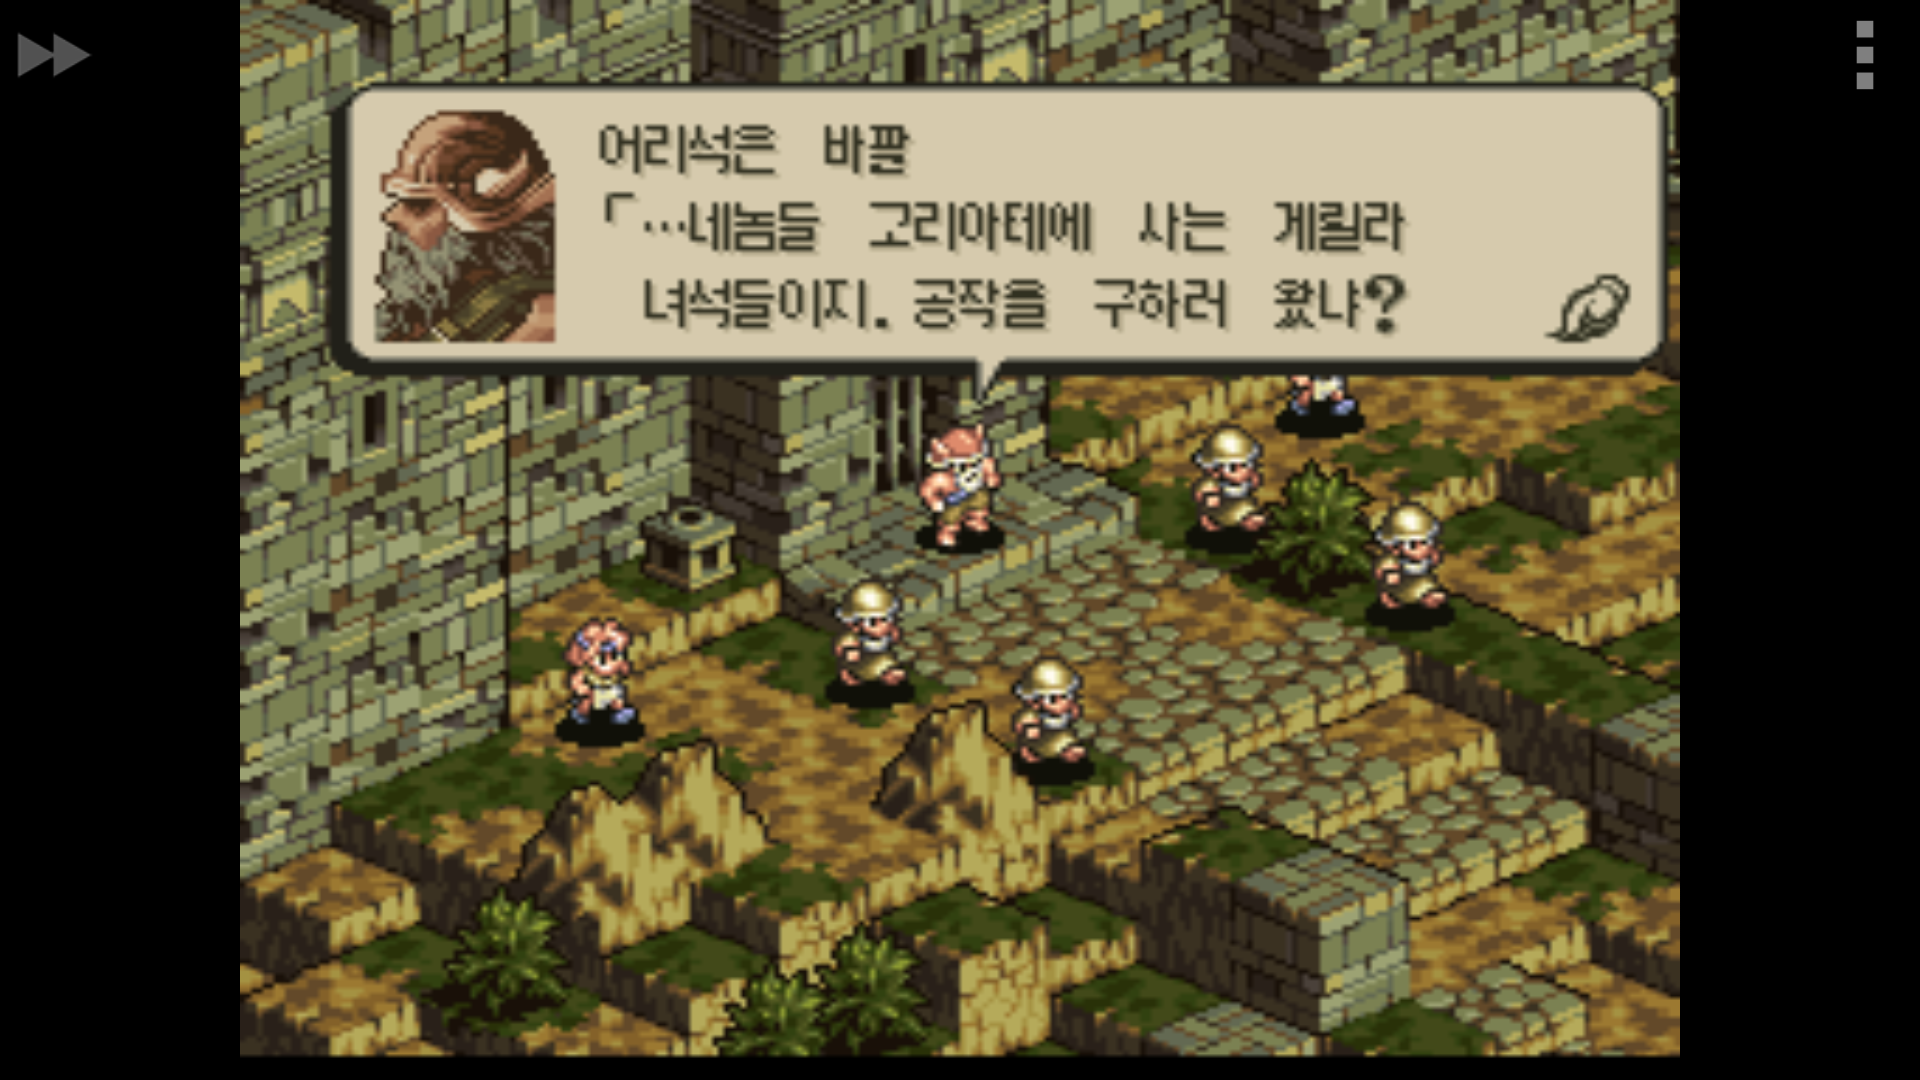 어리석은 바팔
「…네놈들 고리아테에 사는 게릴라
녀석들이지. 공작을 구하러 왔냐?